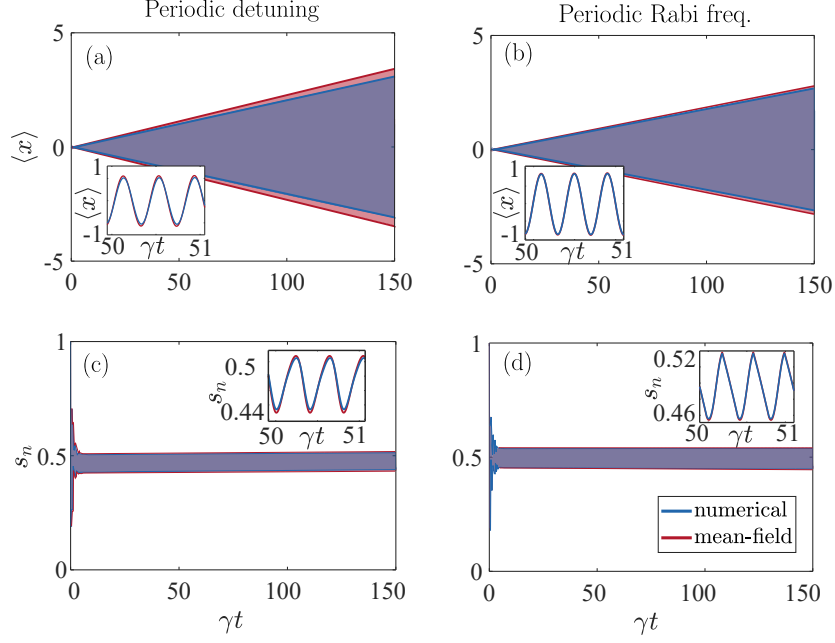 Periodic detuning
Periodic Rabi freq.
(a)
5
0
-5
⟨x⟩
0
50
100
150
1
-1
⟨x⟩
50
γt
51
(b)
5
0
-5
0
50
100
150
1
-1
⟨x⟩
50
γt
51
(c)
1
0.5
0
sₙ
0
50
100
150
γt
0.5
0.44
sₙ
50
γt
51
(d)
1
0.5
0
0
50
100
150
γt
0.52
0.46
sₙ
50
γt
51
numerical
mean-field